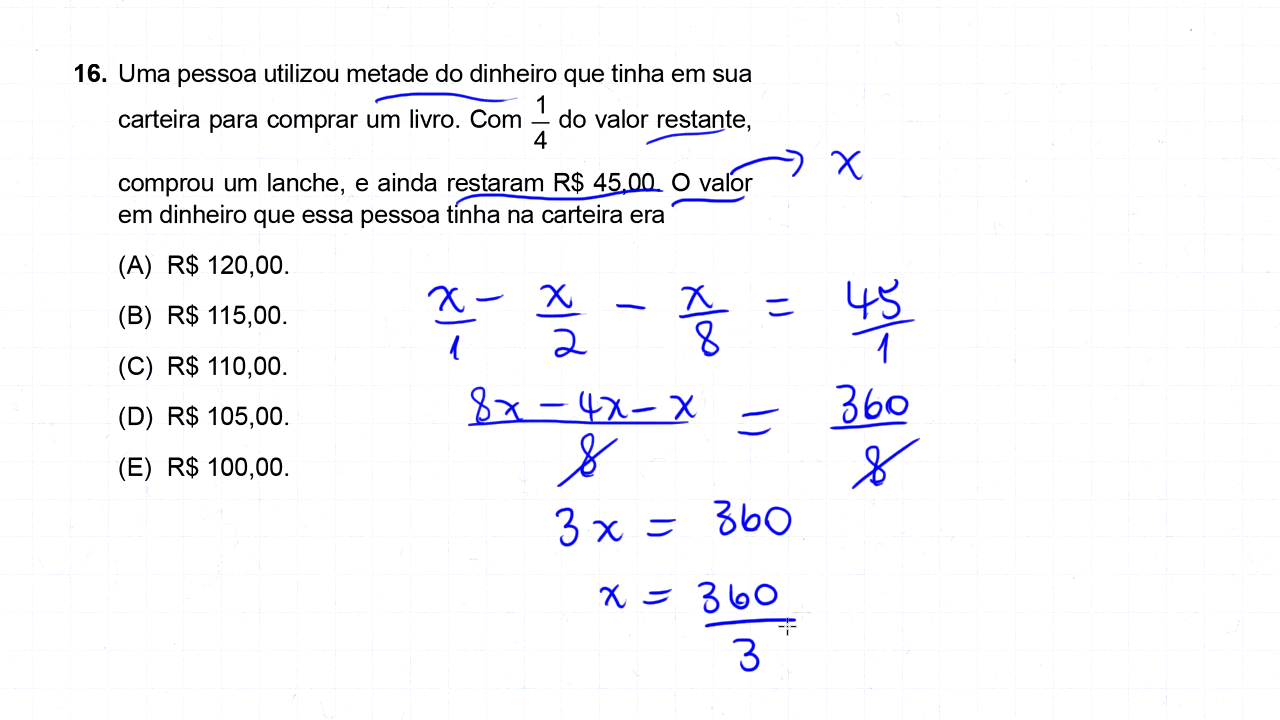 16. Uma pessoa utilizou metade do dinheiro que tinha em sua
carteira para comprar um livro. Com 1/4 do valor restante,
comprou um lanche, e ainda restaram R$ 45,00. O valor → x
em dinheiro que essa pessoa tinha na carteira era
(A) R$ 120,00.
(B) R$ 115,00.
(C) R$ 110,00.
(D) R$ 105,00.
(E) R$ 100,00.
x/1 - x/2 - x/8 = 45/1
8x - 4x - x / 8 = 360/8
3x = 360
x = 360/3